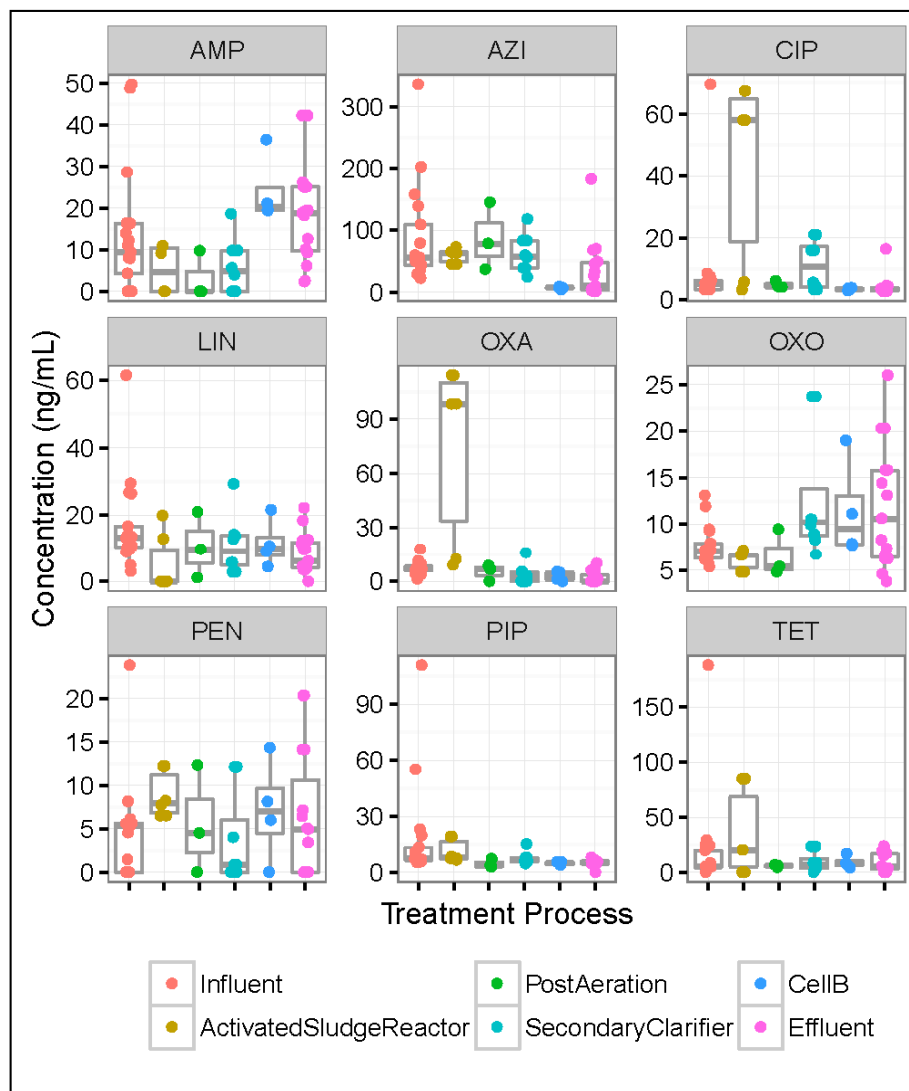 AMP AZI CIP
50 300 60
40
30 200 40
20
100 20
10
0 0 0
LIN OXA OXO
60 90 25
40 60 20
15
20 30 10
0 0 5
PEN PIP TET
20 90 150
15
60 100
10
5 30 50
0 0 0
Concentration (ng/mL)
Treatment Process
Influent PostAeration CellB
ActivatedSludgeReactor SecondaryClarifier Effluent